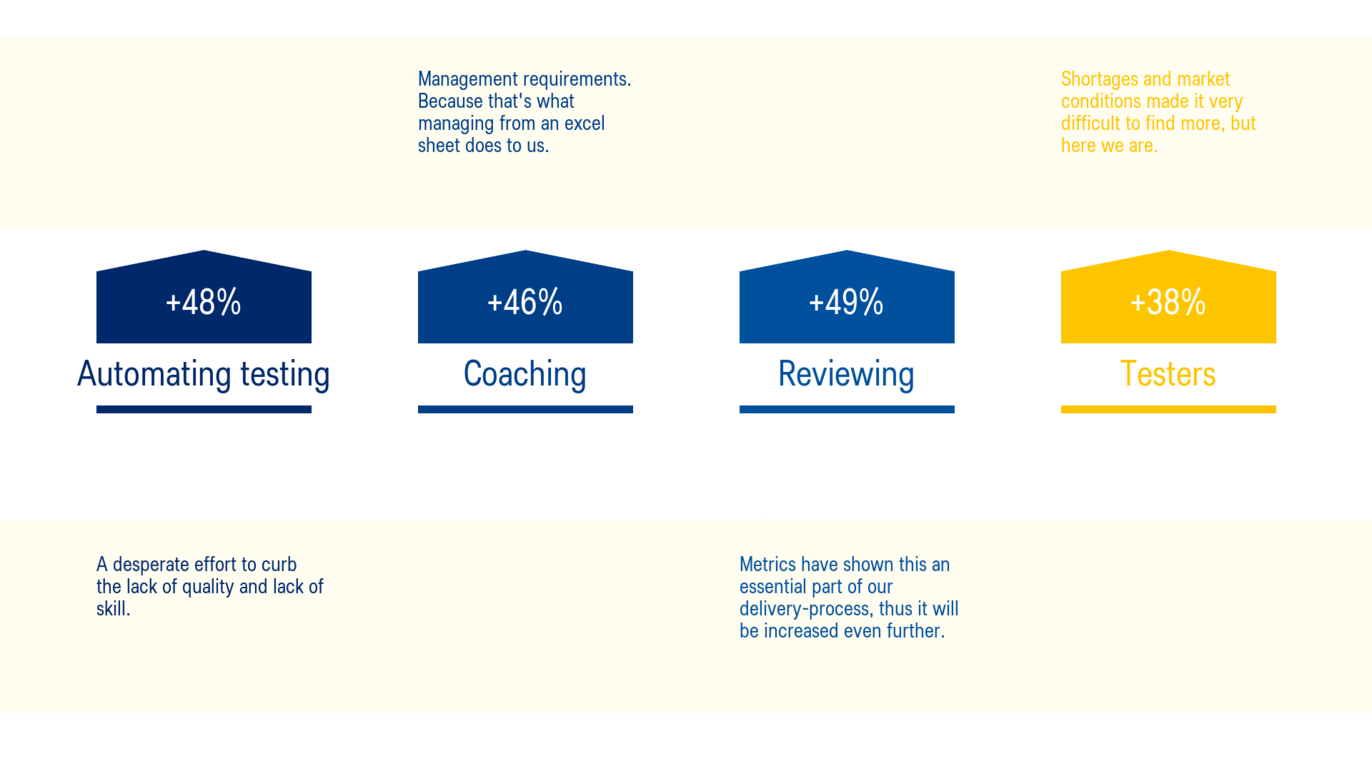 Management requirements.
Because that's what
managing from an excel
sheet does to us.
Shortages and market
conditions made it very
difficult to find more, but
here we are.
+48%
+46%
+49%
+38%
Automating testing
Coaching
Reviewing
Testers
A desperate effort to curb
the lack of quality and lack of
skill.
Metrics have shown this an
essential part of our
delivery-process, thus it will
be increased even further.